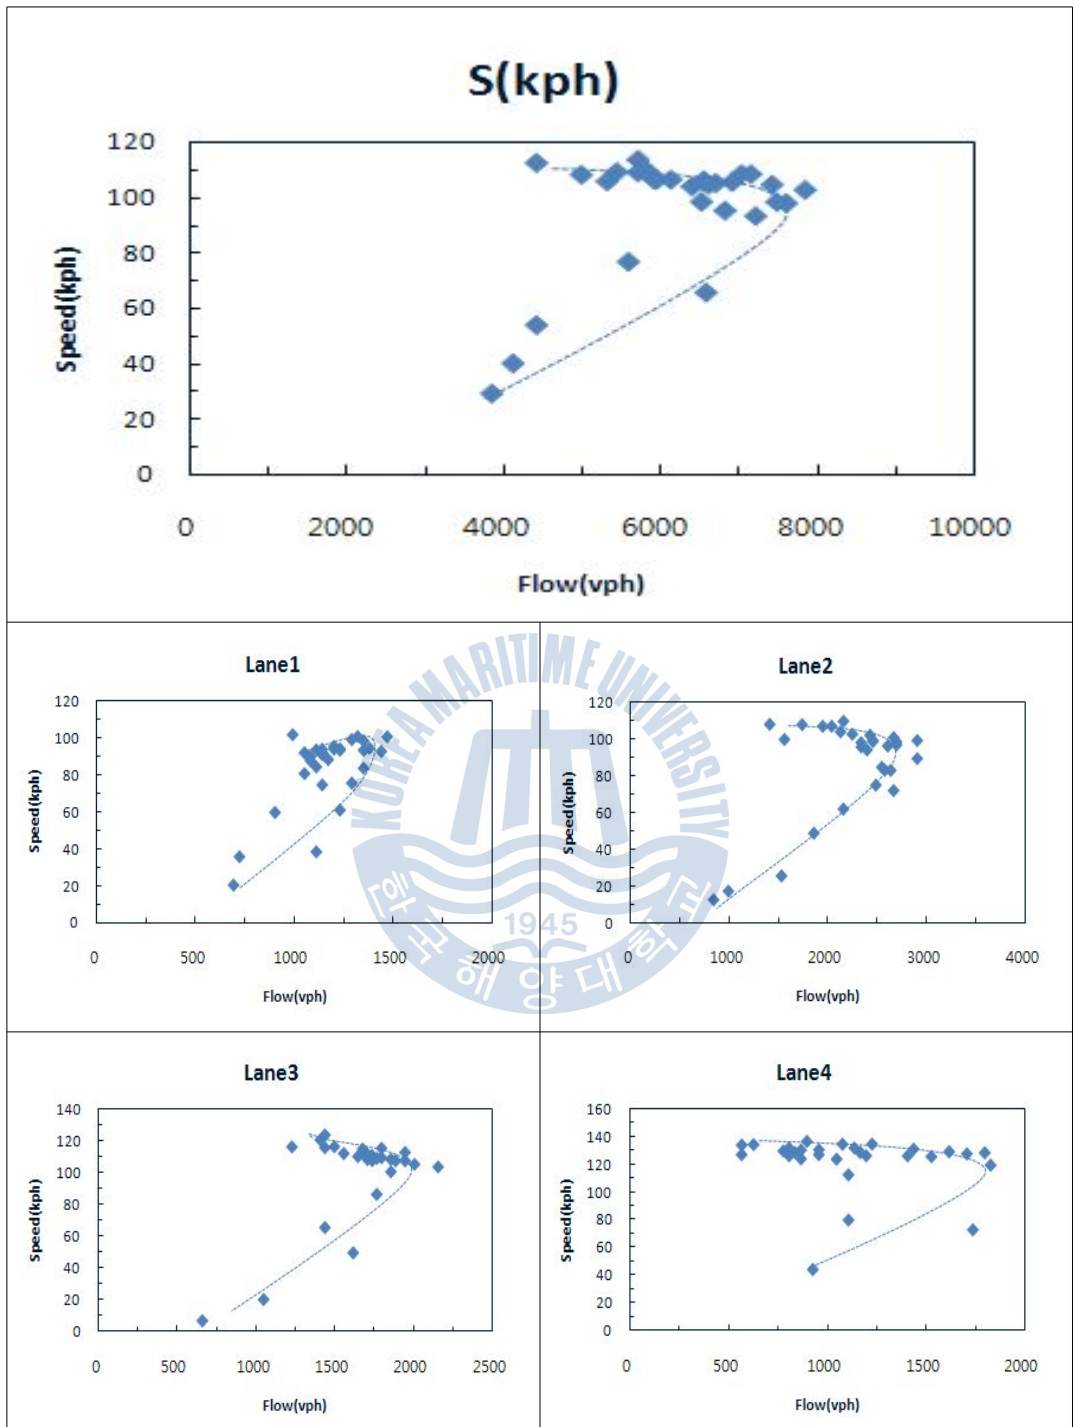 S(kph)
120
100
80
60
40
20
0
Speed(kph)
0 2000 4000 6000 8000 10000
Flow(vph)
Lane1
120
100
80
60
40
20
0
Speed(kph)
0 500 1000 1500 2000
Flow(vph)
Lane2
120
100
80
60
40
20
0
Speed(kph)
0 1000 2000 3000 4000
Flow(vph)
KOREA MARITIME UNIVERSITY
1945
한국해양대학교
Lane3
140
120
100
80
60
40
20
0
Speed(kph)
0 500 1000 1500 2000 2500
Flow(vph)
Lane4
160
140
120
100
80
60
40
20
0
Speed(kph)
0 500 1000 1500 2000
Flow(vph)